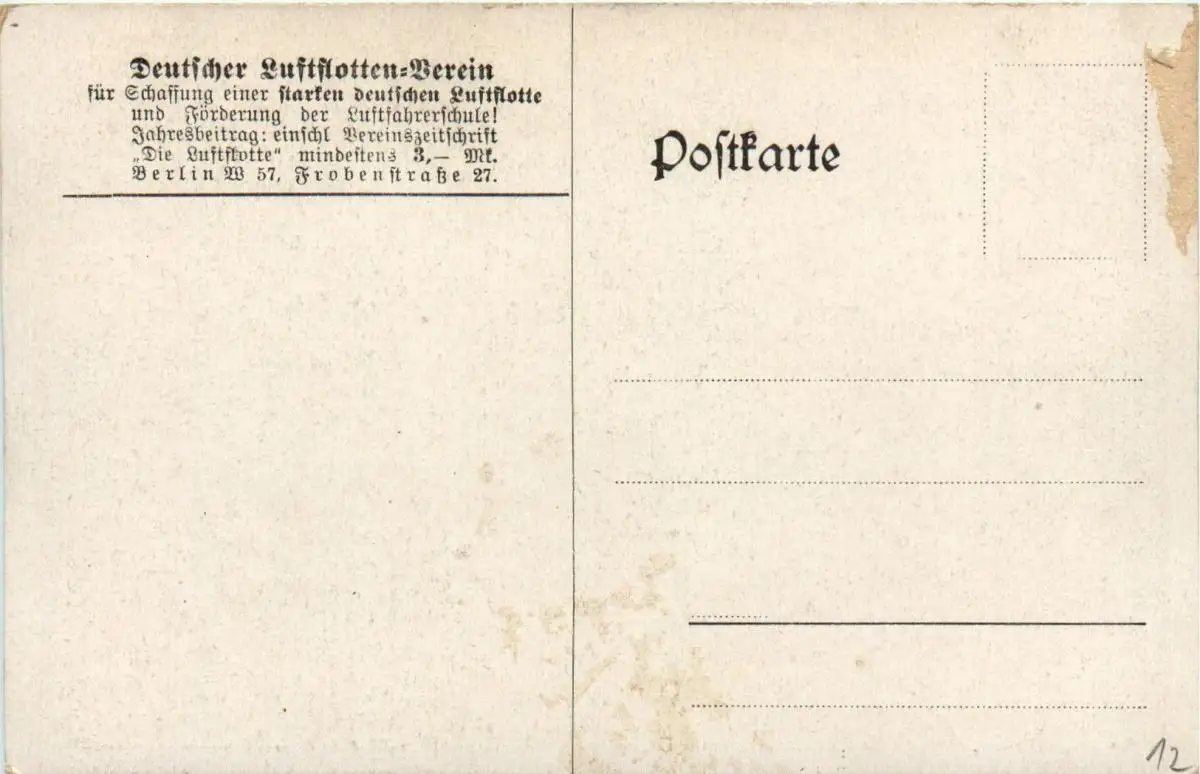 Deutscher Luftflotten-Verein
für Schaffung einer starken deutschen Luftflotte
und Förderung der Luftfahrerschule!
Jahresbeitrag: einschl Vereinszeitschrift
„Die Luftflotte“ mindestens 3,— Mk.
Berlin W 57, Frobenstraße 27.
Postkarte
12